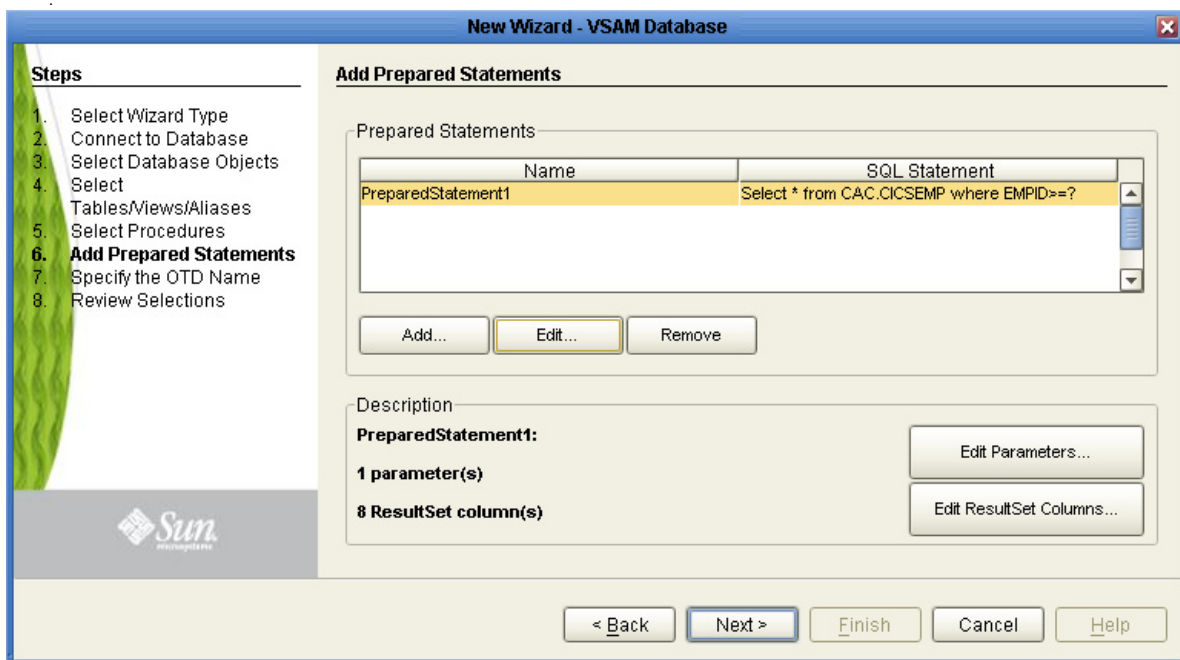 New Wizard - VSAM Database
Steps
1. Select Wizard Type
2. Connect to Database
3. Select Database Objects
4. Select
Tables/Views/Aliases
5. Select Procedures
6. Add Prepared Statements
7. Specify the OTD Name
8. Review Selections
Sun
microsystems
Add Prepared Statements
Prepared Statements
Name SQL Statement
PreparedStatement1 Select * from CAC.CICSEMP where EMPID>=?
Add... Edit... Remove
Description
PreparedStatement1:
1 parameter(s)
8 ResultSet column(s)
Edit Parameters...
Edit ResultSet Columns...
< Back Next > Finish Cancel Help